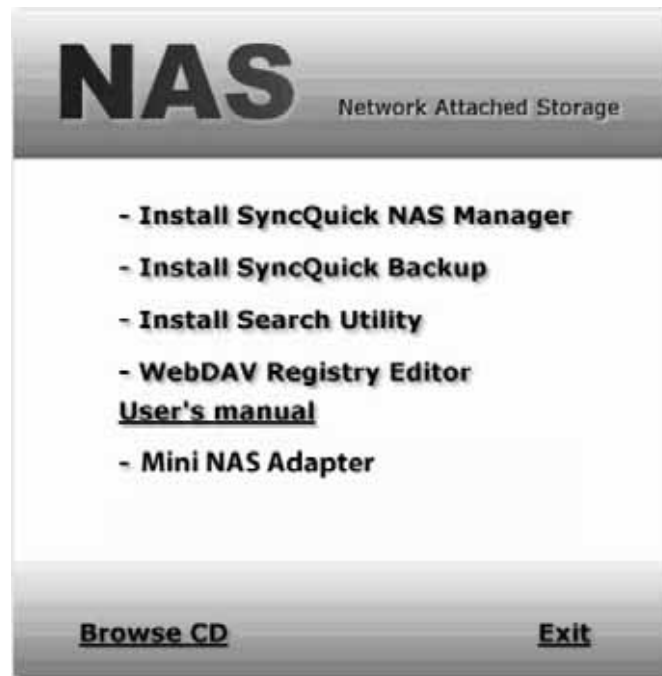 NAS
Network Attached Storage
- Install SyncQuick NAS Manager
- Install SyncQuick Backup
- Install Search Utility
- WebDAV Registry Editor
User's manual
- Mini NAS Adapter
Browse CD
Exit